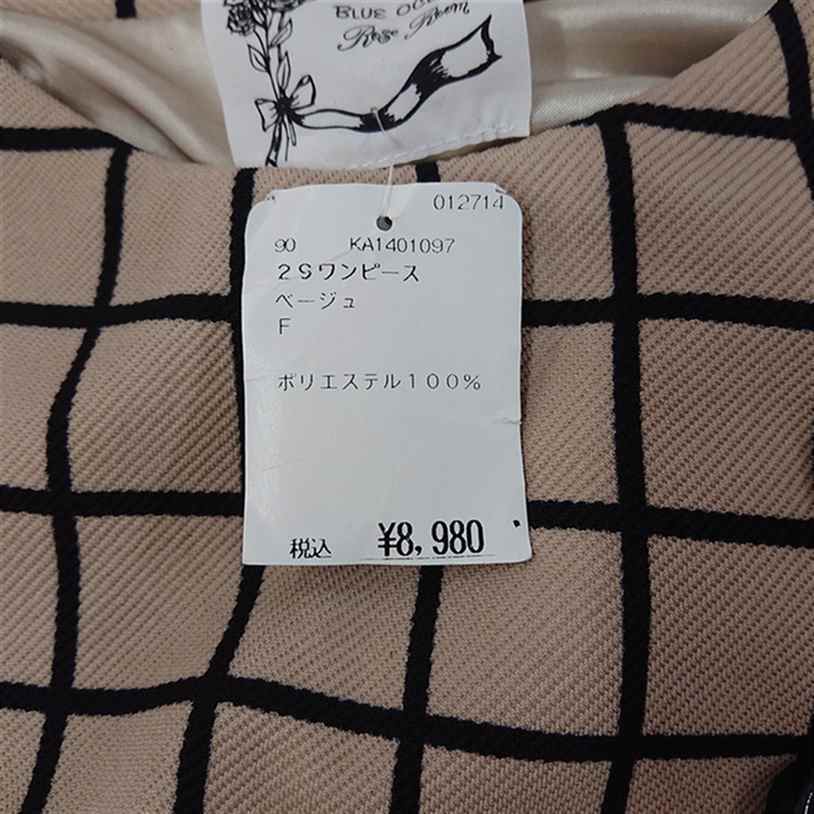 BLUE
Rose Room
012714
90 KA1401097
2Sワンピース
ベージュ
F
ポリエステル100%
税込 ¥8,980